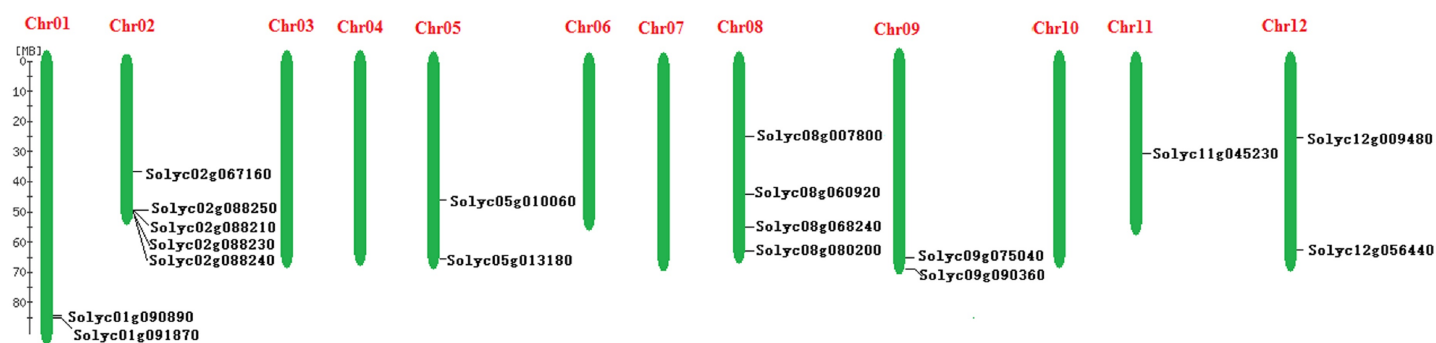 Chr01 Chr02 Chr03 Chr04 Chr05 Chr06 Chr07 Chr08 Chr09 Chr10 Chr11 Chr12
[MB]
0
10
20
30
40
50
60
70
80
Solyc01g090890
Solyc01g091870
Solyc02g067160
Solyc02g088250
Solyc02g088210
Solyc02g088230
Solyc02g088240
Solyc05g010060
Solyc05g013180
Solyc08g007800
Solyc08g060920
Solyc08g068240
Solyc08g080200
Solyc09g075040
Solyc09g090360
Solyc11g045230
Solyc12g009480
Solyc12g056440